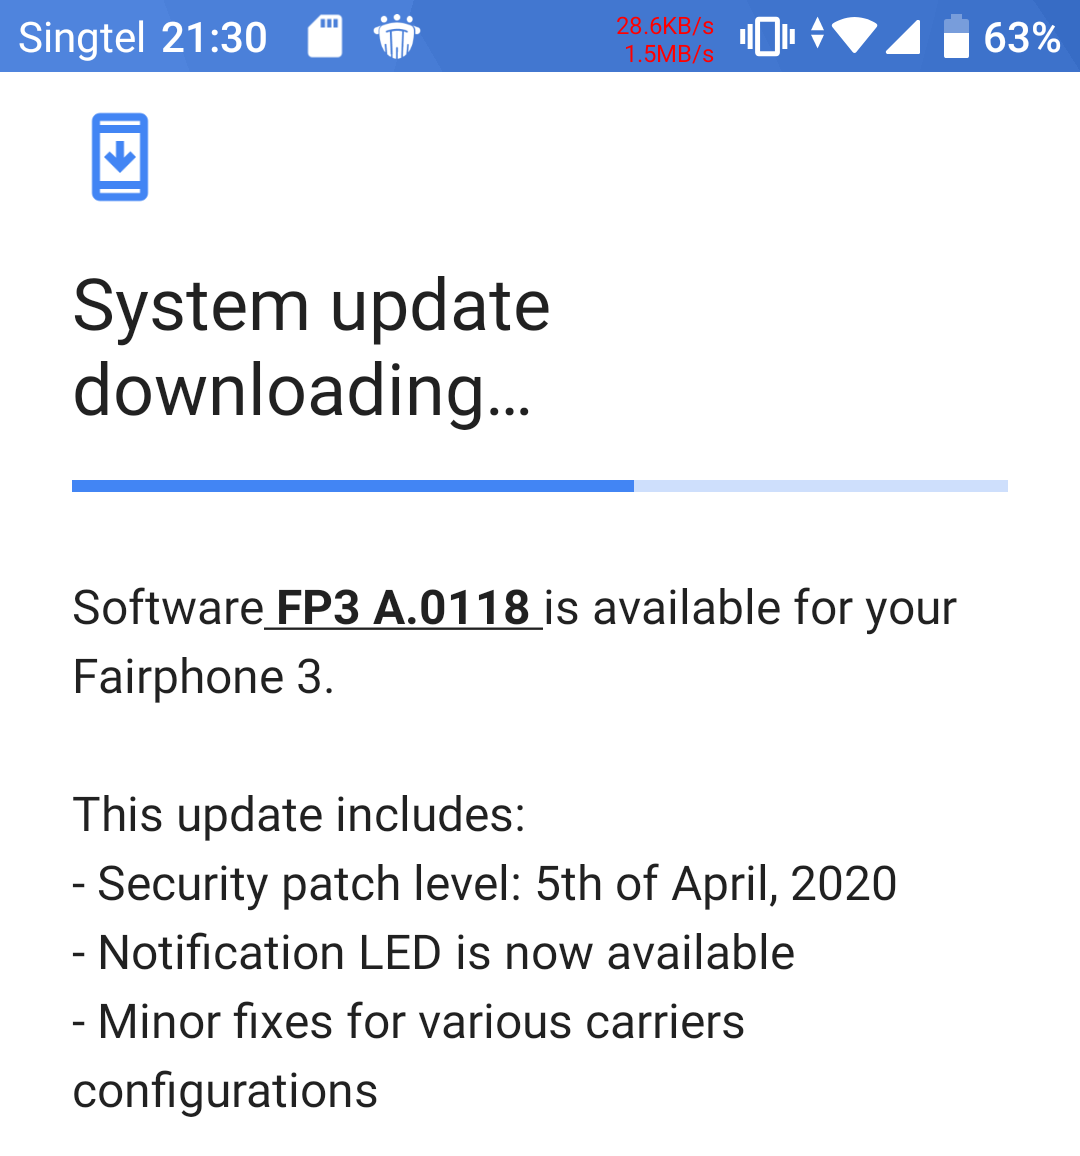 Singtel 21:30 28.6KB/s 63%
1.5MB/s
System update
downloading...
Software FP3 A.0118 is available for your
Fairphone 3.
This update includes:
- Security patch level: 5th of April, 2020
- Notification LED is now available
- Minor fixes for various carriers
configurations